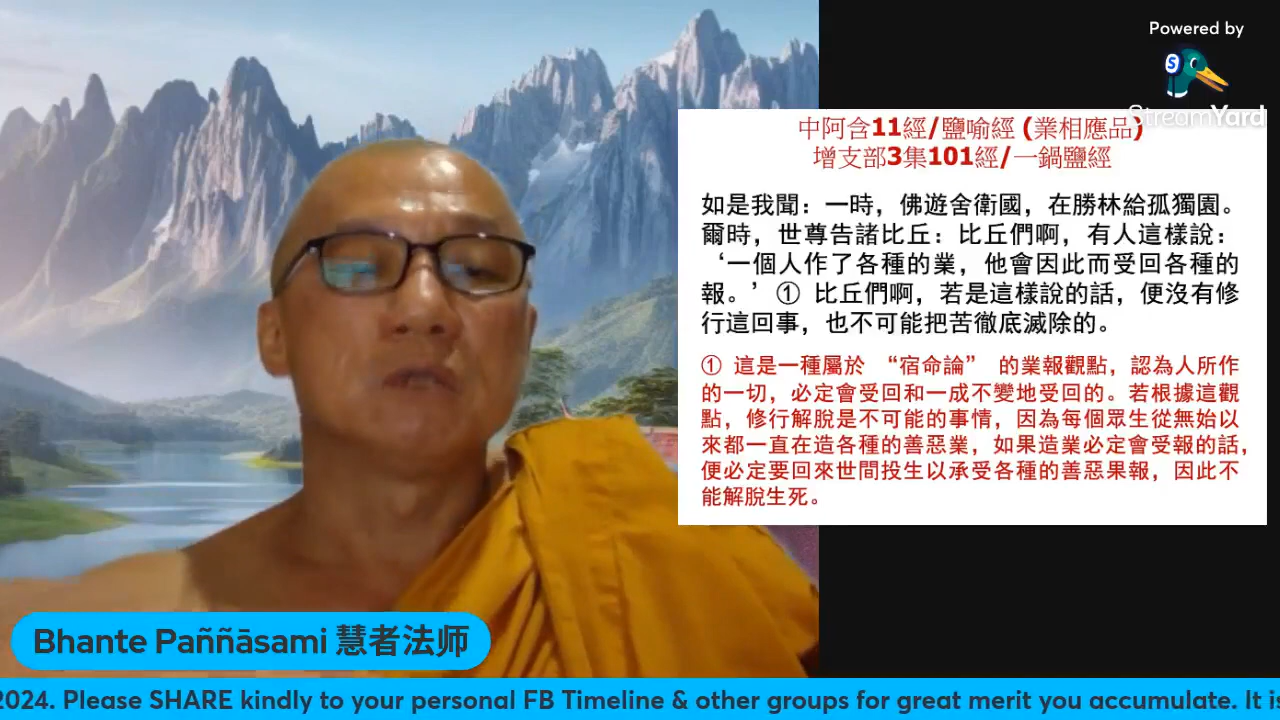 Powered by
StreamYard
中阿含11經/鹽喻經 (業相應品)
增支部3集101經/一鍋鹽經
如是我聞：一時，佛遊舍衛國，在勝林給孤獨園。
爾時，世尊告諸比丘：比丘們啊，有人這樣說：
‘一個人作了各種的業，他會因此而受回各種的
報。’ ① 比丘們啊，若是這樣說的話，便沒有修
行這回事，也不可能把苦徹底滅除的。
① 這是一種屬於 “宿命論” 的業報觀點，認為人所作
的一切，必定會受回和一成不變地受回的。若根據這觀
點，修行解脫是不可能的事情，因為每個眾生從無始以
來都一直在造各種的善惡業，如果造業必定會受報的話，
便必定要回來世間投生以承受各種的善惡果報，因此不
能解脫生死。
Bhante Paññāsami 慧者法师
2024. Please SHARE kindly to your personal FB Timeline & other groups for great merit you accumulate. It is